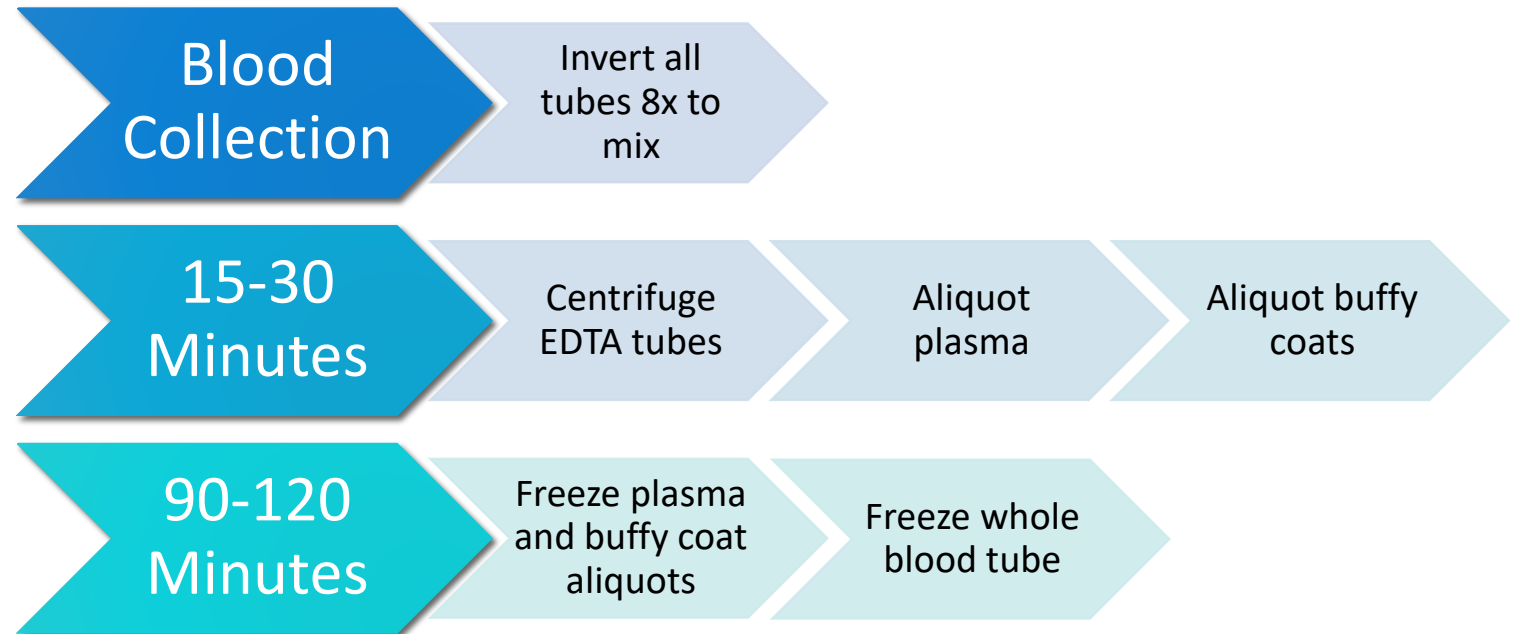 Blood
Collection
Invert all
tubes 8x to
mix
15-30
Minutes
Centrifuge
EDTA tubes
Aliquot
plasma
Aliquot buffy
coats
90-120
Minutes
Freeze plasma
and buffy coat
aliquots
Freeze whole
blood tube